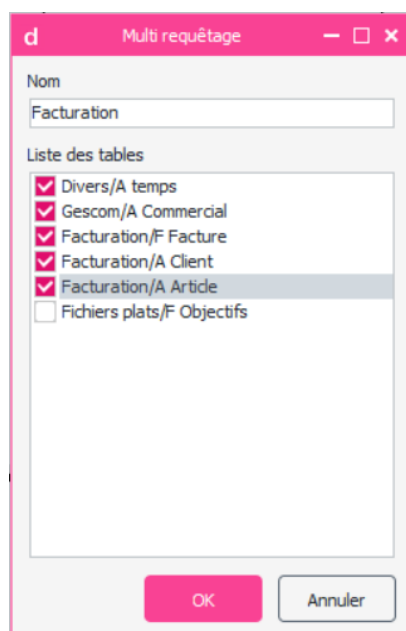 d Multi requêtage
Nom
Facturation
Liste des tables
Divers/A temps
Gescom/A Commercial
Facturation/F Facture
Facturation/A Client
Facturation/A Article
Fichiers plats/F Objectifs
OK Annuler